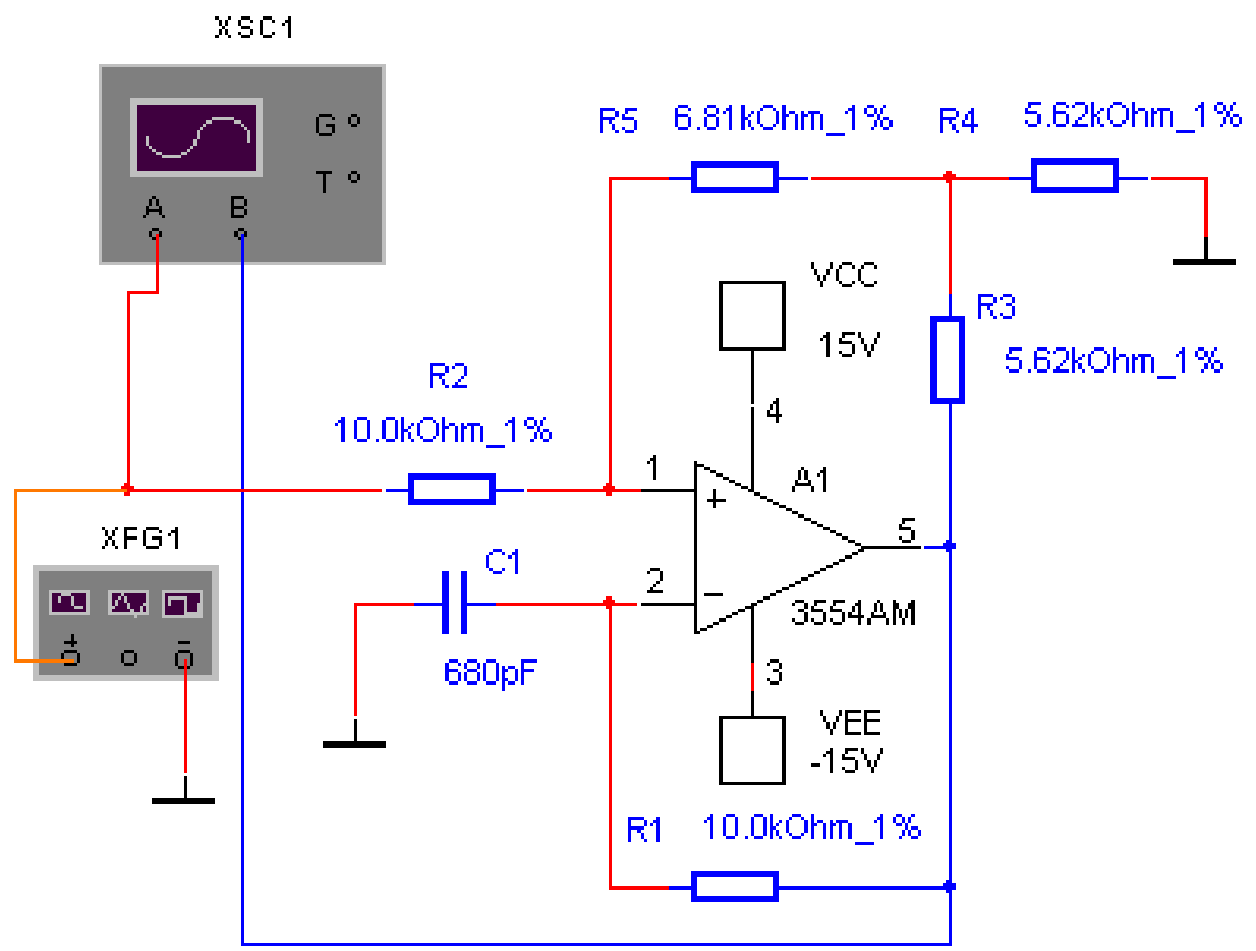 XSC1
G
T
A B
R5 6.81kOhm_1% R4 5.62kOhm_1%
VCC
15V
R3
5.62kOhm_1%
R2
10.0kOhm_1%
4
1
+
A1
XFG1
5
C1
2
−
3554AM
+ −
680pF
3
VEE
-15V
R1 10.0kOhm_1%